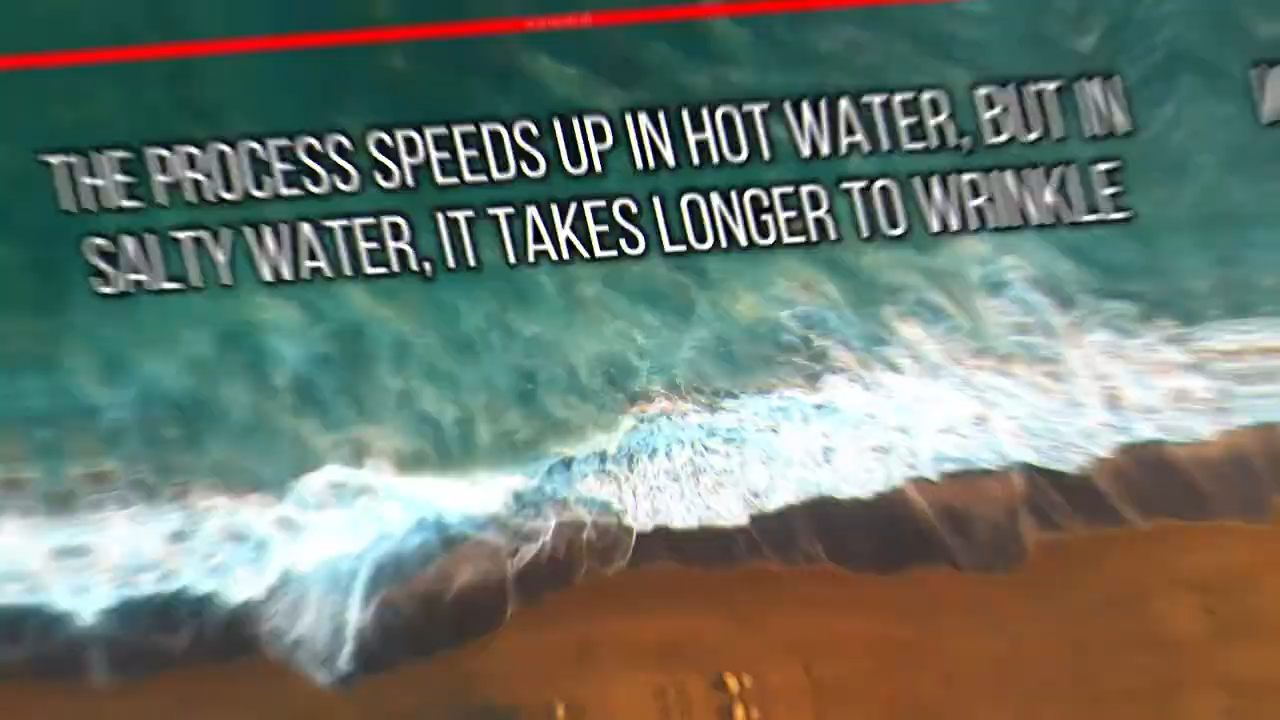 THE PROCESS SPEEDS UP IN HOT WATER, BUT IN
SALTY WATER, IT TAKES LONGER TO WRINKLE